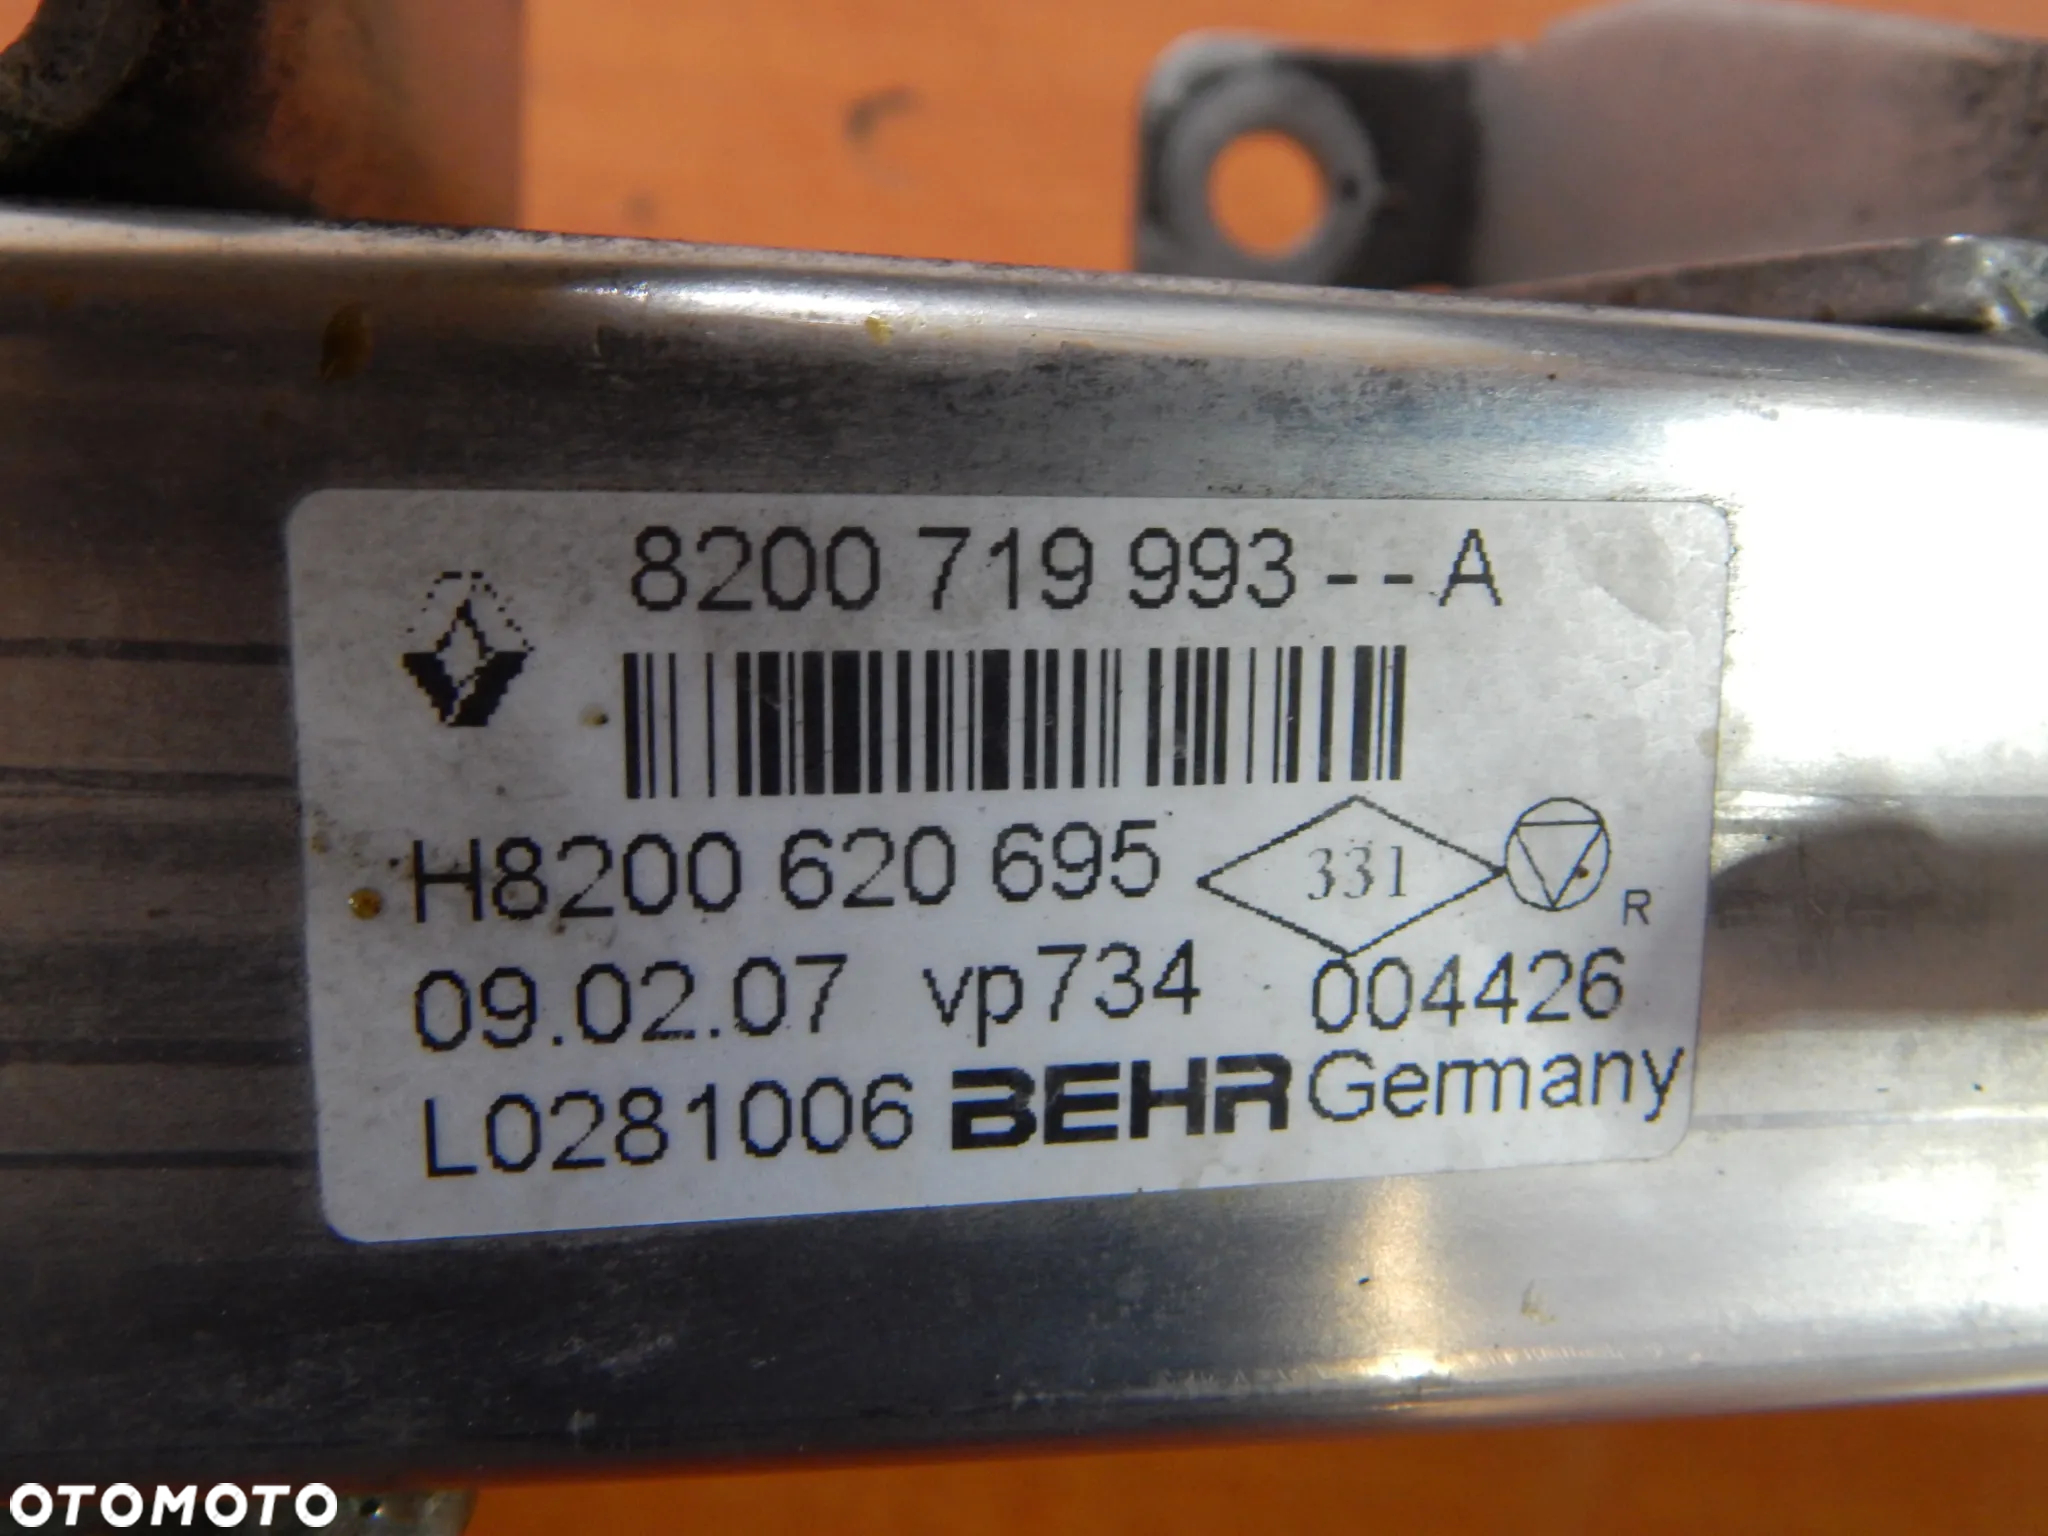 8200 719 993--A
H8200 620 695 331 R
09.02.07 vp734 004426
L0281006 BEHR Germany
OTOMOTO